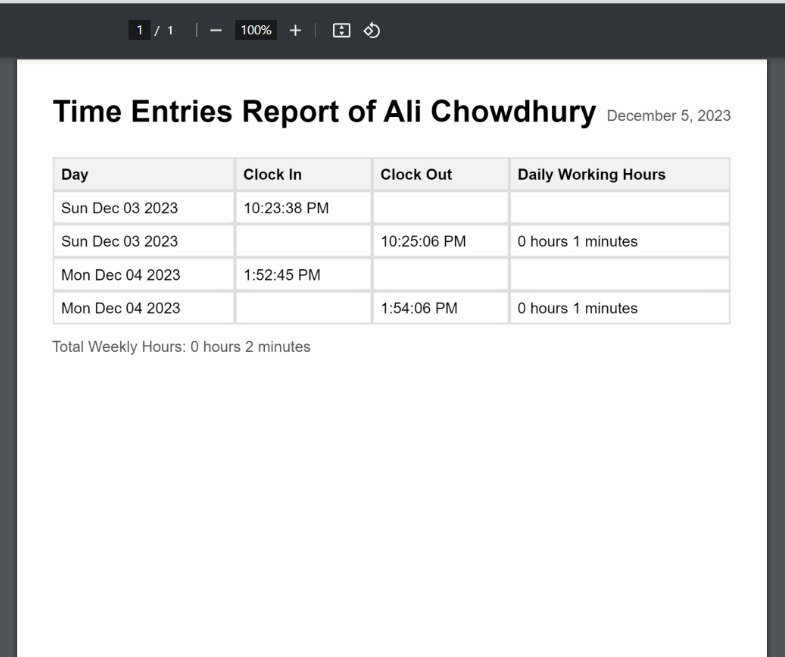 1 / 1 100%
Time Entries Report of Ali Chowdhury December 5, 2023
Day Clock In Clock Out Daily Working Hours
Sun Dec 03 2023 10:23:38 PM
Sun Dec 03 2023 10:25:06 PM 0 hours 1 minutes
Mon Dec 04 2023 1:52:45 PM
Mon Dec 04 2023 1:54:06 PM 0 hours 1 minutes
Total Weekly Hours: 0 hours 2 minutes